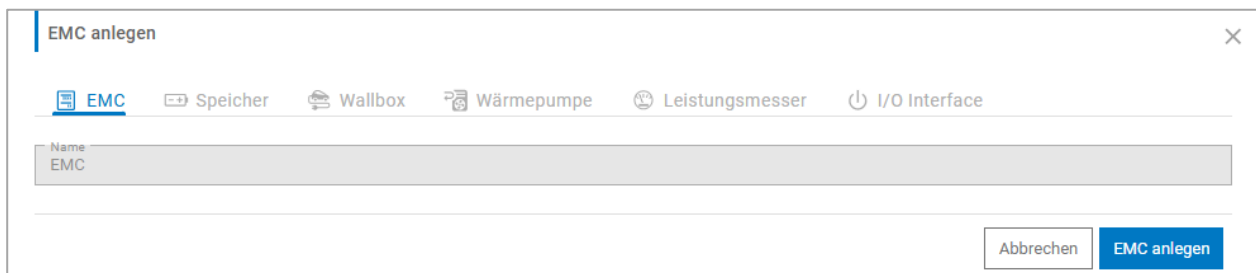 EMC anlegen
EMC Speicher Wallbox Wärmepumpe Leistungsmesser I/O Interface
Name
EMC
Abbrechen EMC anlegen